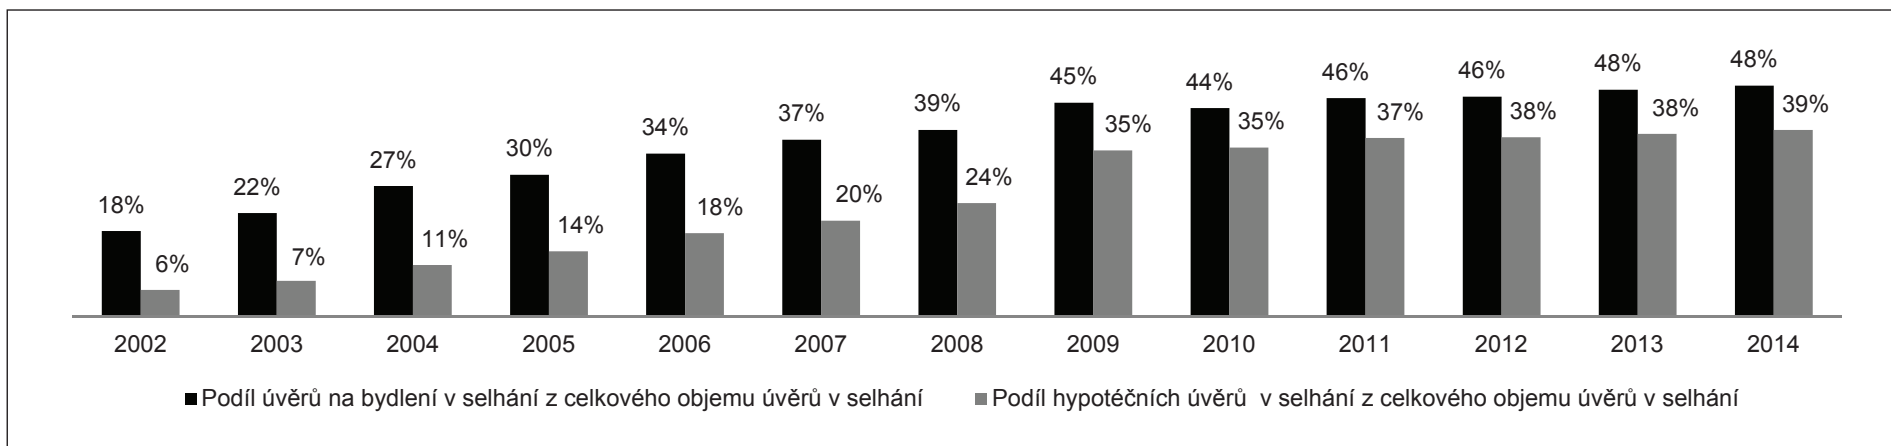 18% 22% 27% 30% 34% 37% 39% 45% 44% 46% 46% 48% 48%
6% 7% 11% 14% 18% 20% 24% 35% 35% 37% 38% 38% 39%
2002 2003 2004 2005 2006 2007 2008 2009 2010 2011 2012 2013 2014
Podíl úvěrů na bydlení v selhání z celkového objemu úvěrů v selhání Podíl hypotéčních úvěrů v selhání z celkového objemu úvěrů v selhání